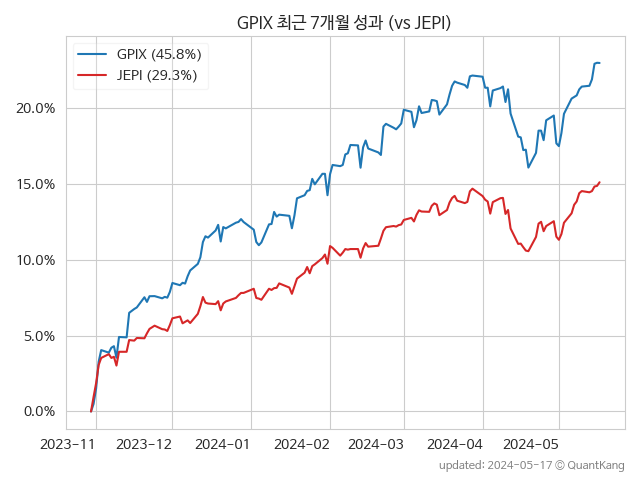 GPIX 최근 7개월 성과 (vs JEPI)
GPIX (45.8%)
JEPI (29.3%)
20.0%
15.0%
10.0%
5.0%
0.0%
2023-11 2023-12 2024-01 2024-02 2024-03 2024-04 2024-05
updated: 2024-05-17 © QuantKang